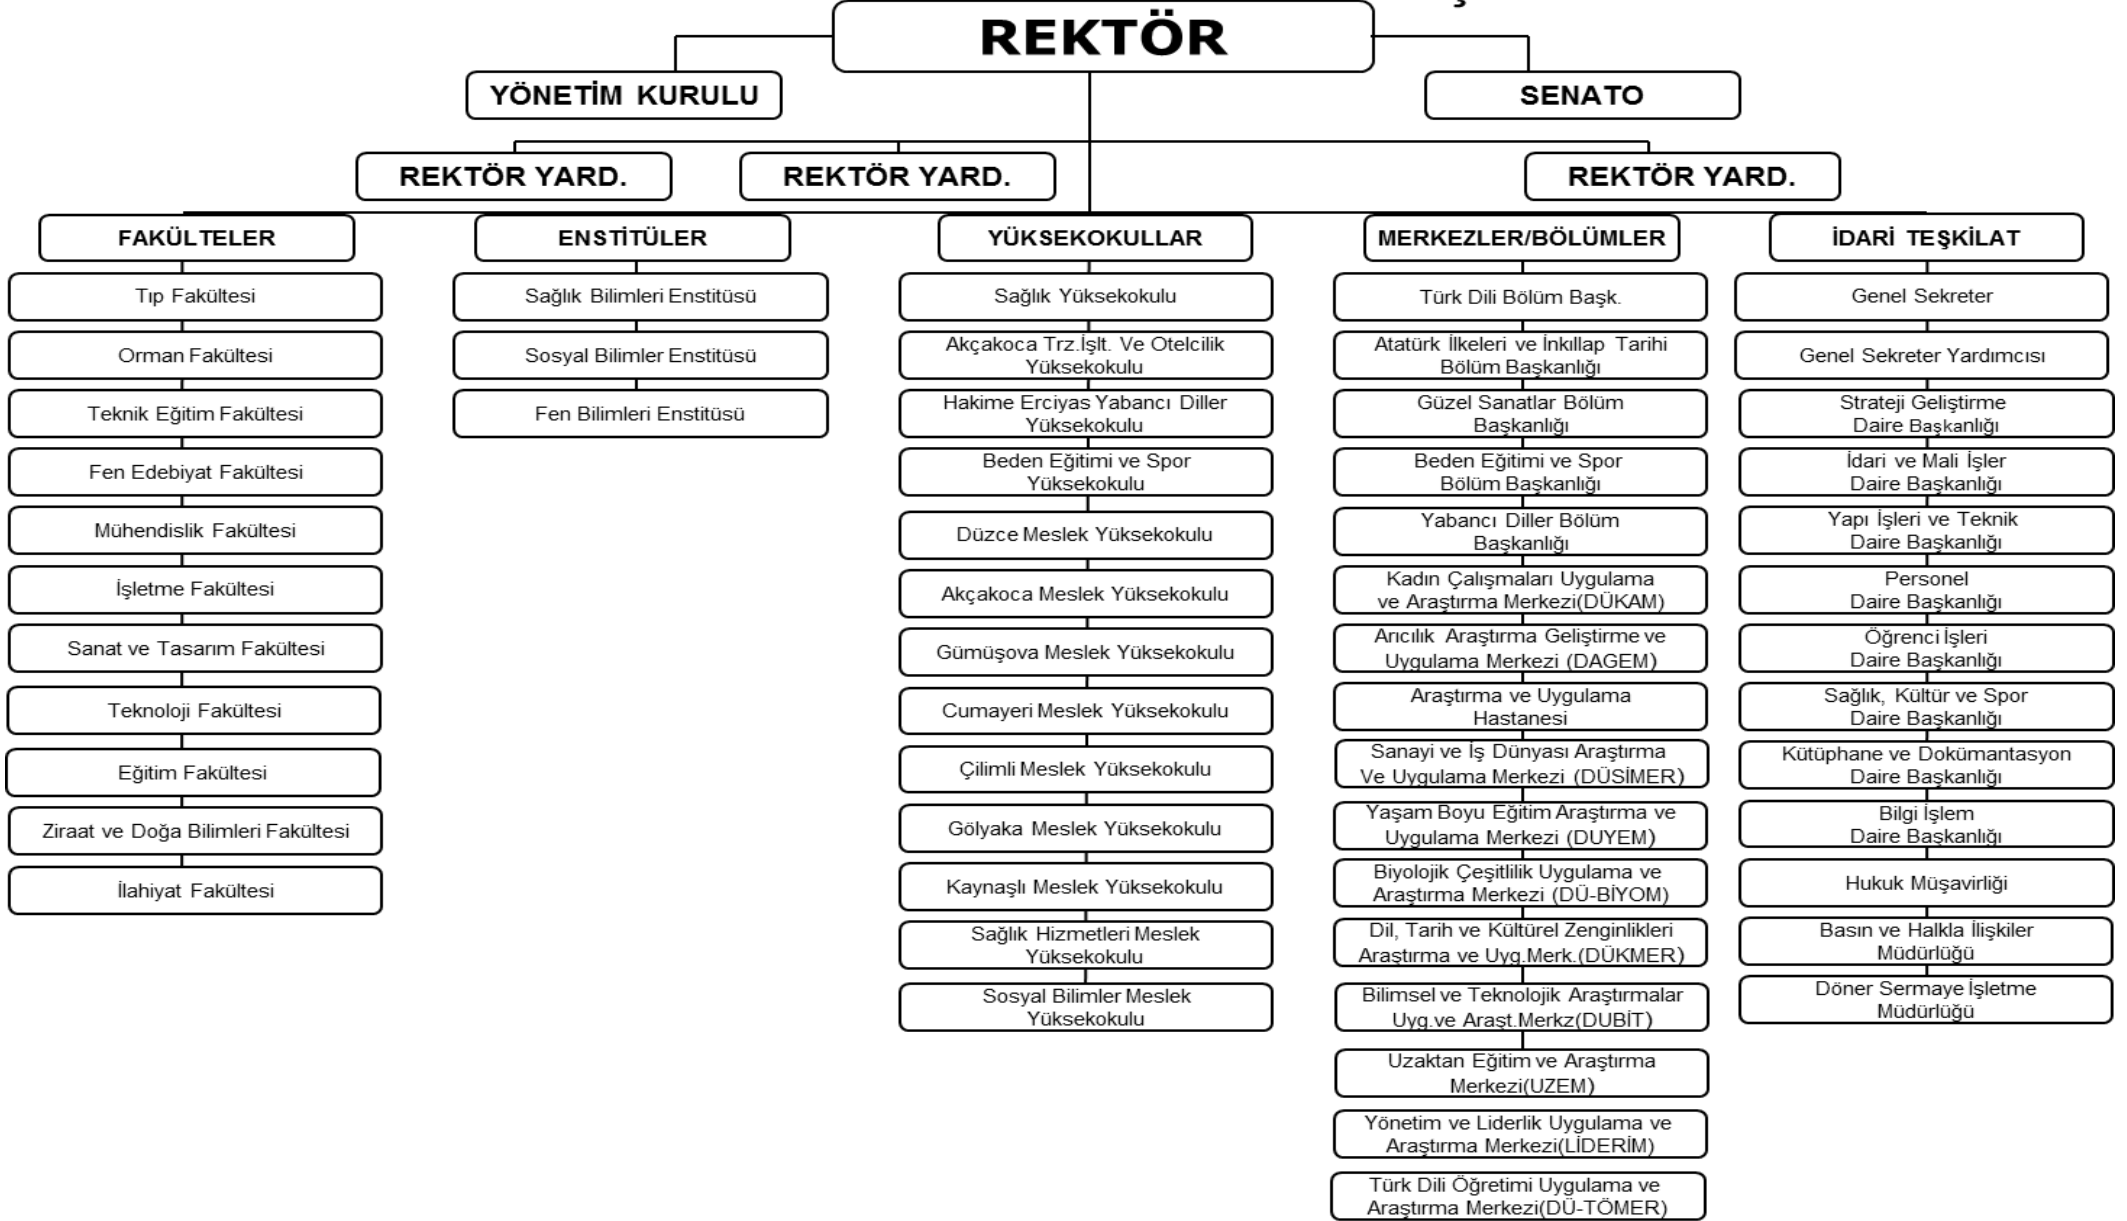 REKTÖR
YÖNETİM KURULU
SENATO
REKTÖR YARD.
REKTÖR YARD.
REKTÖR YARD.
FAKÜLTELER
Tıp Fakültesi
Orman Fakültesi
Teknik Eğitim Fakültesi
Fen Edebiyat Fakültesi
Mühendislik Fakültesi
İşletme Fakültesi
Sanat ve Tasarım Fakültesi
Teknoloji Fakültesi
Eğitim Fakültesi
Ziraat ve Doğa Bilimleri Fakültesi
İlahiyat Fakültesi
ENSTİTÜLER
Sağlık Bilimleri Enstitüsü
Sosyal Bilimler Enstitüsü
Fen Bilimleri Enstitüsü
YÜKSEKOKULLAR
Sağlık Yüksekokulu
Akçakoca Trz.İşlt. Ve Otelcilik
Yüksekokulu
Hakime Erciyas Yabancı Diller
Yüksekokulu
Beden Eğitimi ve Spor
Yüksekokulu
Düzce Meslek Yüksekokulu
Akçakoca Meslek Yüksekokulu
Gümüşova Meslek Yüksekokulu
Cumayeri Meslek Yüksekokulu
Çilimli Meslek Yüksekokulu
Gölyaka Meslek Yüksekokulu
Kaynaşlı Meslek Yüksekokulu
Sağlık Hizmetleri Meslek
Yüksekokulu
Sosyal Bilimler Meslek
Yüksekokulu
MERKEZLER/BÖLÜMLER
Türk Dili Bölüm Başk.
Atatürk İlkeleri ve İnkıllap Tarihi
Bölüm Başkanlığı
Güzel Sanatlar Bölüm
Başkanlığı
Beden Eğitimi ve Spor
Bölüm Başkanlığı
Yabancı Diller Bölüm
Başkanlığı
Kadın Çalışmaları Uygulama
ve Araştırma Merkezi(DÜKAM)
Arıcılık Araştırma Geliştirme ve
Uygulama Merkezi (DAGEM)
Araştırma ve Uygulama
Hastanesi
Sanayi ve İş Dünyası Araştırma
Ve Uygulama Merkezi (DÜSİMER)
Yaşam Boyu Eğitim Araştırma ve
Uygulama Merkezi (DUYEM)
Biyolojik Çeşitlilik Uygulama ve
Araştırma Merkezi (DÜ-BİYOM)
Dil, Tarih ve Kültürel Zenginlikleri
Araştırma ve Uyg.Merk.(DÜKMER)
Bilimsel ve Teknolojik Araştırmalar
Uyg.ve Araşt.Merkz(DUBİT)
Uzaktan Eğitim ve Araştırma
Merkezi(UZEM)
Yönetim ve Liderlik Uygulama ve
Araştırma Merkezi(LİDERİM)
Türk Dili Öğretimi Uygulama ve
Araştırma Merkezi(DÜ-TÖMER)
İDARİ TEŞKİLAT
Genel Sekreter
Genel Sekreter Yardımcısı
Strateji Geliştirme
Daire Başkanlığı
İdari ve Mali İşler
Daire Başkanlığı
Yapı İşleri ve Teknik
Daire Başkanlığı
Personel
Daire Başkanlığı
Öğrenci İşleri
Daire Başkanlığı
Sağlık, Kültür ve Spor
Daire Başkanlığı
Kütüphane ve Dokümantasyon
Daire Başkanlığı
Bilgi İşlem
Daire Başkanlığı
Hukuk Müşavirliği
Basın ve Halkla İlişkiler
Müdürlüğü
Döner Sermaye İşletme
Müdürlüğü